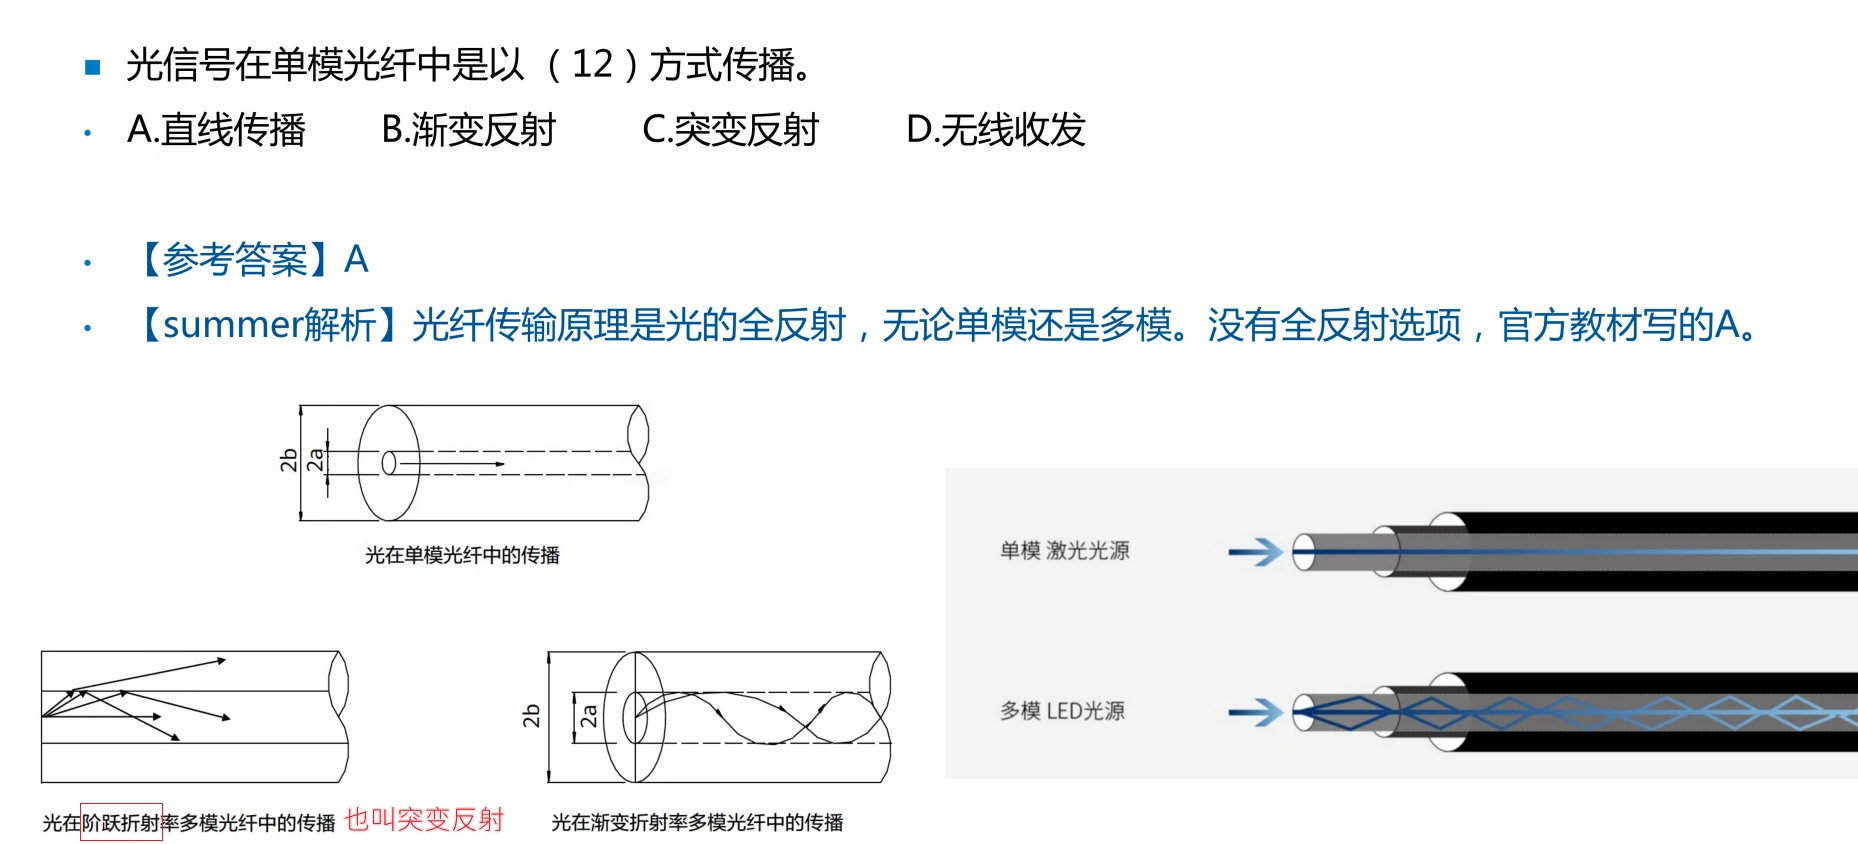 光信号在单模光纤中是以（12）方式传播。
A.直线传播 B.渐变反射 C.突变反射 D.无线收发
【参考答案】A
【summer解析】光纤传输原理是光的全反射，无论单模还是多模。没有全反射选项，官方教材写的A。
2b
2a
光在单模光纤中的传播
单模 激光光源
多模 LED光源
2b
2a
光在阶跃折射率多模光纤中的传播 也叫突变反射
光在渐变折射率多模光纤中的传播